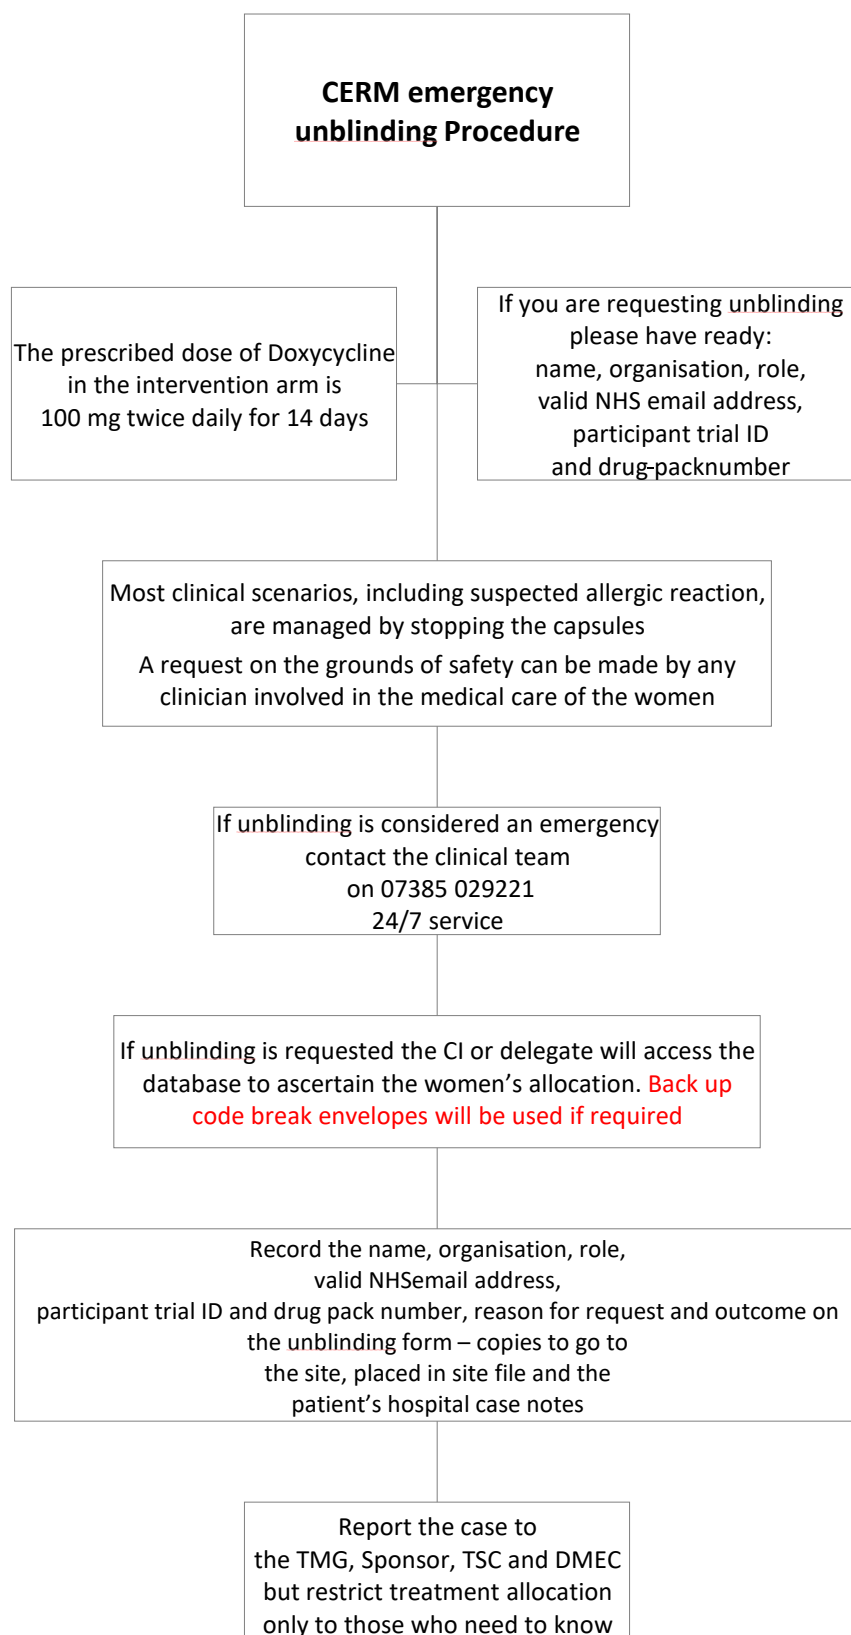 CERM emergency
unblinding Procedure
The prescribed dose of Doxycycline
in the intervention arm is
100 mg twice daily for 14 days
If you are requesting unblinding
please have ready:
name, organisation, role,
valid NHS email address,
participant trial ID
and drug-packnumber
Most clinical scenarios, including suspected allergic reaction,
are managed by stopping the capsules
A request on the grounds of safety can be made by any
clinician involved in the medical care of the women
If unblinding is considered an emergency
contact the clinical team
on 07385 029221
24/7 service
If unblinding is requested the CI or delegate will access the
database to ascertain the women’s allocation. Back up
code break envelopes will be used if required
Record the name, organisation, role,
valid NHSemail address,
participant trial ID and drug pack number, reason for request and outcome on
the unblinding form – copies to go to
the site, placed in site file and the
patient’s hospital case notes
Report the case to
the TMG, Sponsor, TSC and DMEC
but restrict treatment allocation
only to those who need to know